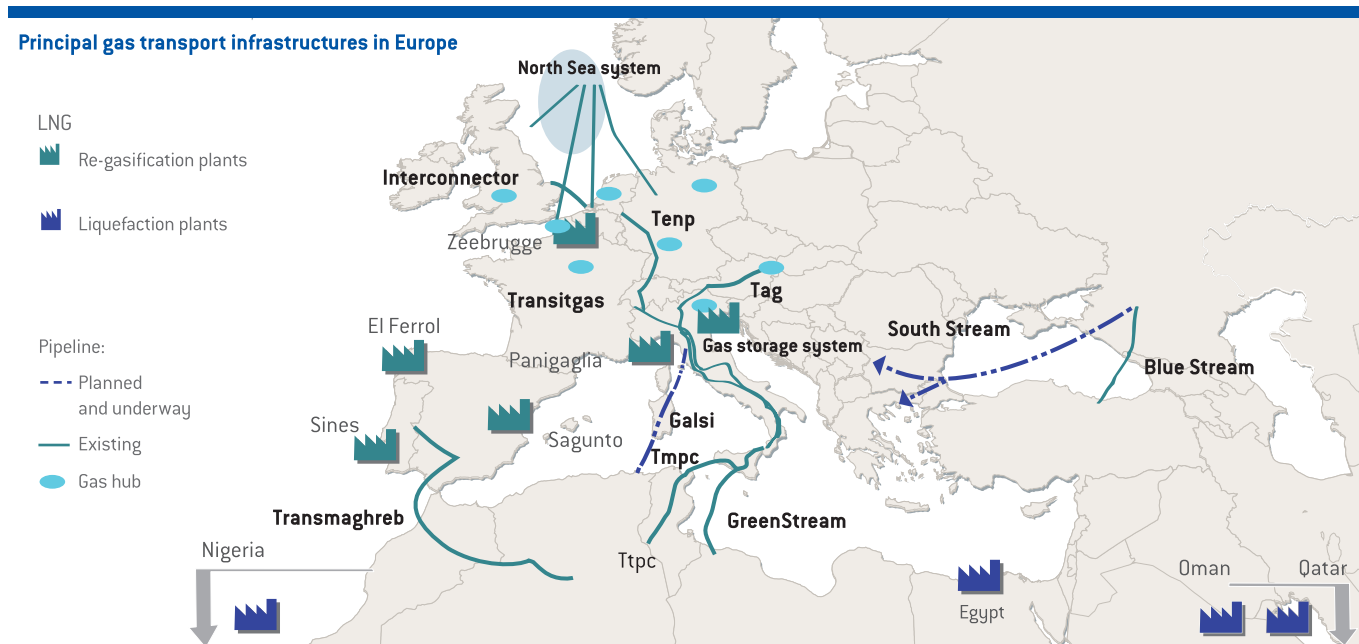 Principal gas transport infrastructures in Europe
North Sea system
LNG
Re-gasification plants
Interconnector
Liquefaction plants
Tenp
Zeebrugge
Tag
Transitgas
El Ferrol
South Stream
Pipeline:
Panigaglia
Gas storage system
Blue Stream
Planned
and underway
Galsi
Sines
Sagunto
Existing
Tmpc
Gas hub
Transmaghreb
GreenStream
Nigeria
Ttpc
Oman
Qatar
Egypt